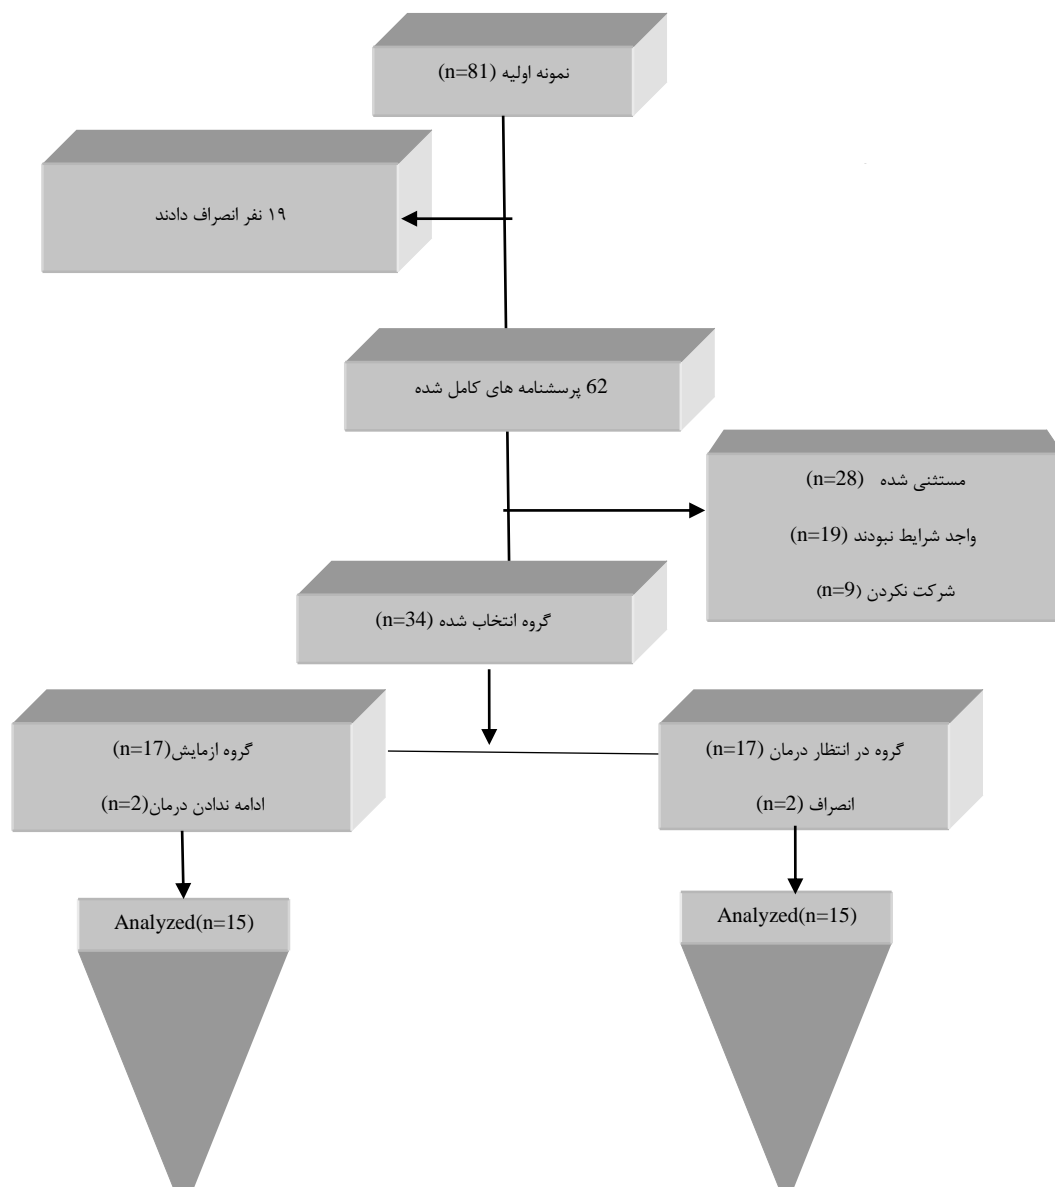 نمونه اولیه (n=81)
۱۹ نفر انصراف دادند
62 پرسشنامه های کامل شده
مستثنی شده (n=28)
واجد شرایط نبودند (n=19)
شرکت نکردن (n=9)
گروه انتخاب شده (n=34)
گروه در انتظار درمان (n=17)
انصراف (n=2)
گروه ازمایش(n=17)
ادامه ندادن درمان(n=2)
Analyzed(n=15)
Analyzed(n=15)